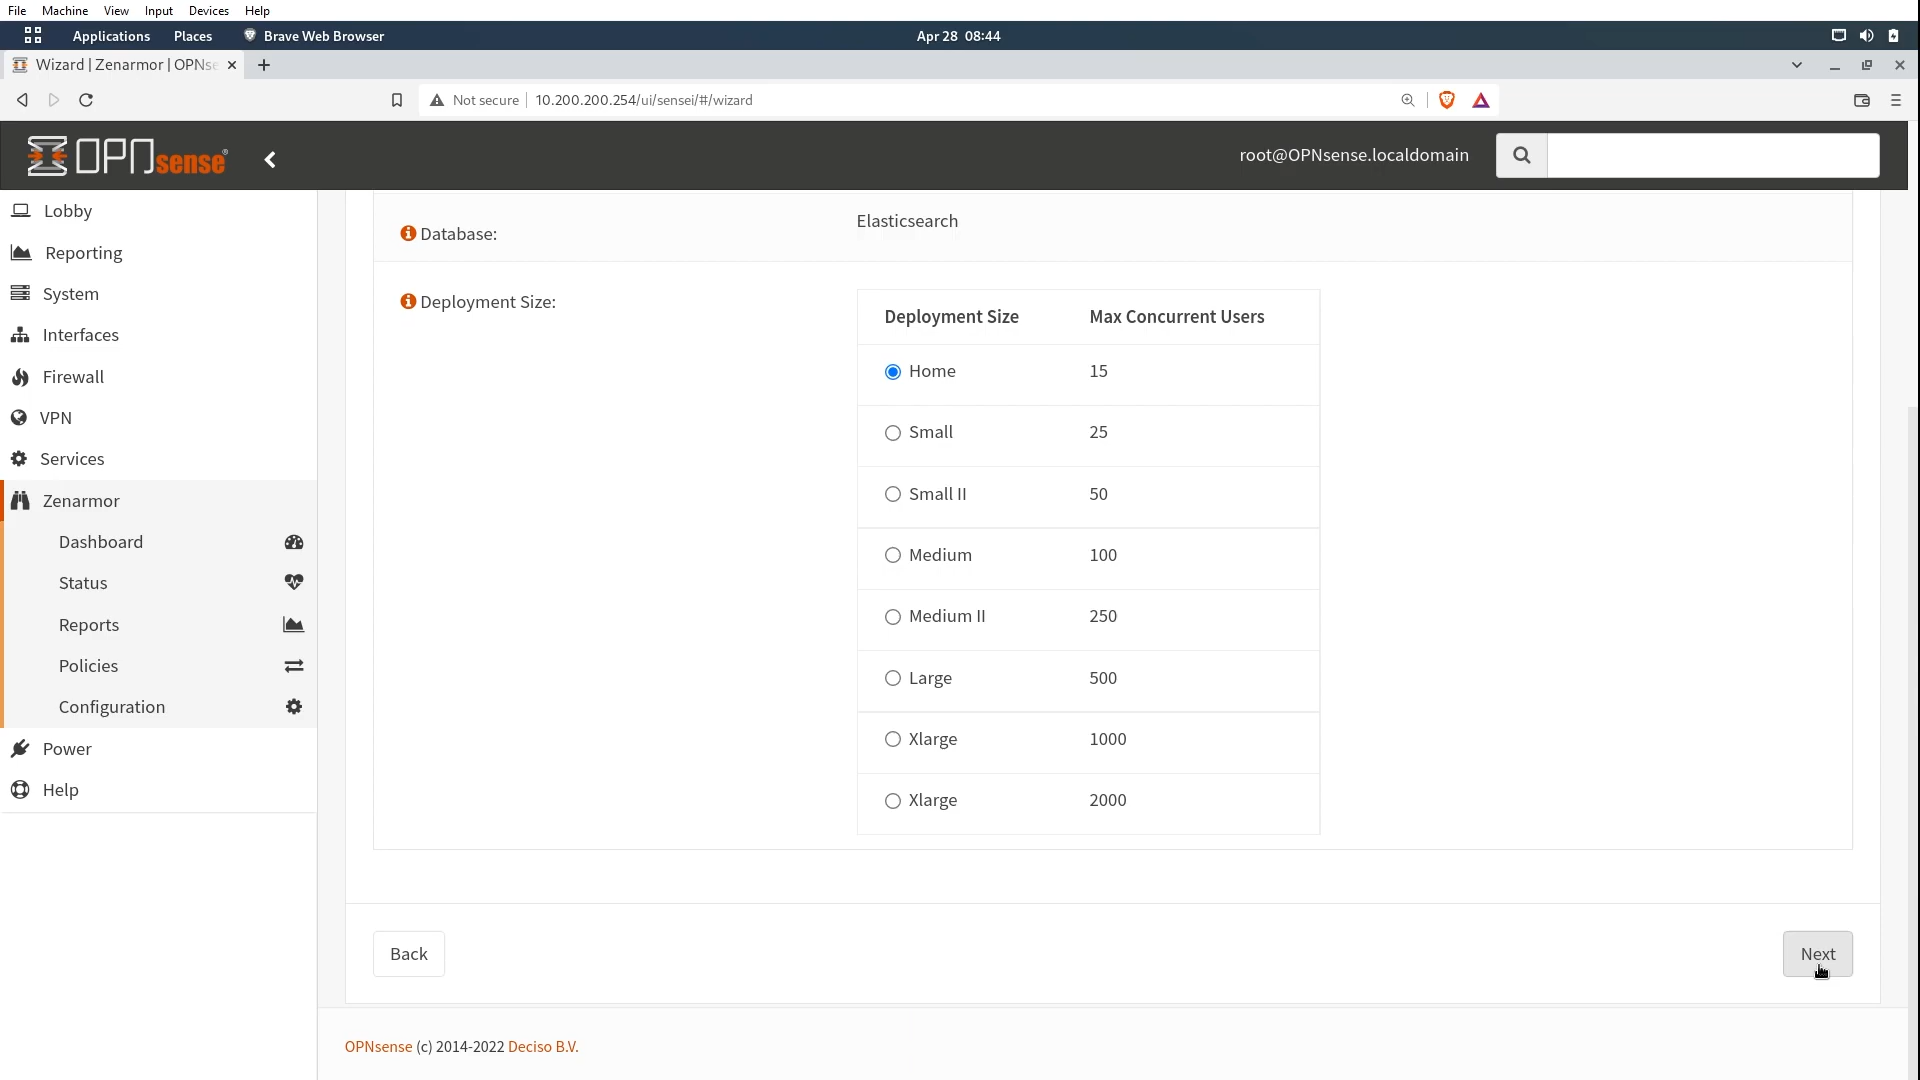 File Machine View Input Devices Help
Applications Places Brave Web Browser Apr 28 08:44
Wizard | Zenarmor | OPNse
Not secure 10.200.200.254/ui/sensei/#/wizard
OPNsense® root@OPNsense.localdomain
Lobby
Reporting
System
Interfaces
Firewall
VPN
Services
Zenarmor
Dashboard
Status
Reports
Policies
Configuration
Power
Help
Database: Elasticsearch
Deployment Size:
Deployment Size Max Concurrent Users
Home 15
Small 25
Small II 50
Medium 100
Medium II 250
Large 500
Xlarge 1000
Xlarge 2000
Back Next
OPNsense (c) 2014-2022 Deciso B.V.